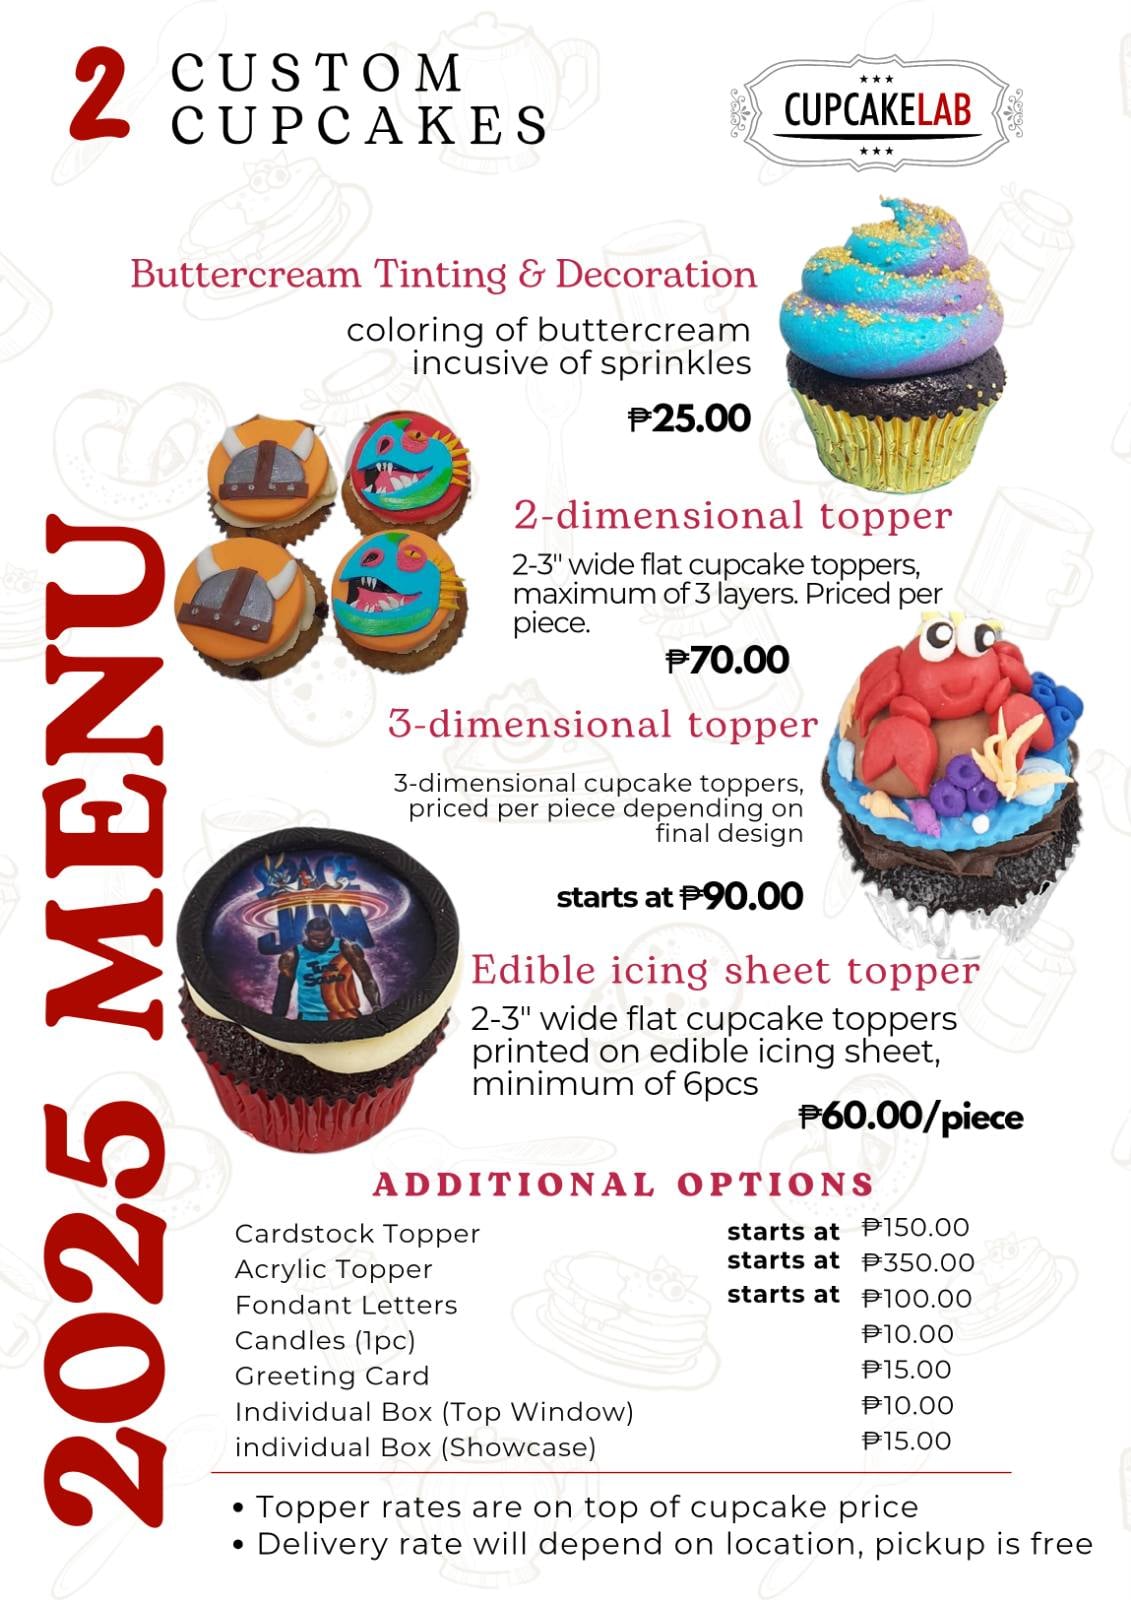 2 CUSTOM
CUPCAKES
CUPCAKELAB
Buttercream Tinting & Decoration
coloring of buttercream
incusive of sprinkles
₱25.00
2-dimensional topper
2-3" wide flat cupcake toppers,
maximum of 3 layers. Priced per
piece.
₱70.00
3-dimensional topper
3-dimensional cupcake toppers,
priced per piece depending on
final design
starts at ₱90.00
SPACE
JAM
TUNE
SQUAD
Edible icing sheet topper
2-3" wide flat cupcake toppers
printed on edible icing sheet,
minimum of 6pcs
₱60.00/piece
ADDITIONAL OPTIONS
Cardstock Topper starts at ₱150.00
Acrylic Topper starts at ₱350.00
Fondant Letters starts at ₱100.00
Candles (1pc) ₱10.00
Greeting Card ₱15.00
Individual Box (Top Window) ₱10.00
individual Box (Showcase) ₱15.00
• Topper rates are on top of cupcake price
• Delivery rate will depend on location, pickup is free
2025 MENU